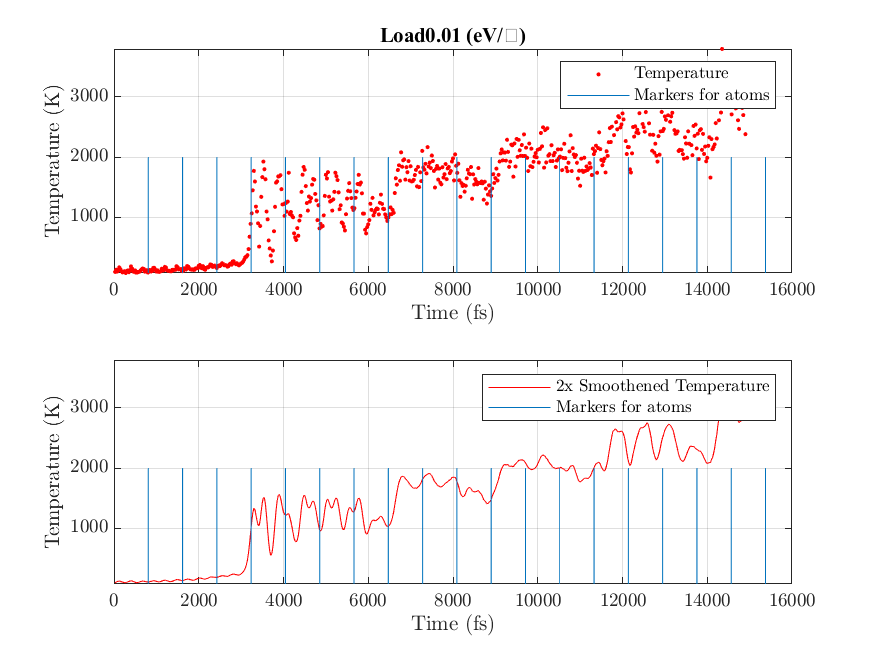 Load0.01 (eV/□)
Temperature (K)
3000
2000
1000
Temperature
Markers for atoms
0 2000 4000 6000 8000 10000 12000 14000 16000
Time (fs)
Temperature (K)
3000
2000
1000
2x Smoothened Temperature
Markers for atoms
0 2000 4000 6000 8000 10000 12000 14000 16000
Time (fs)